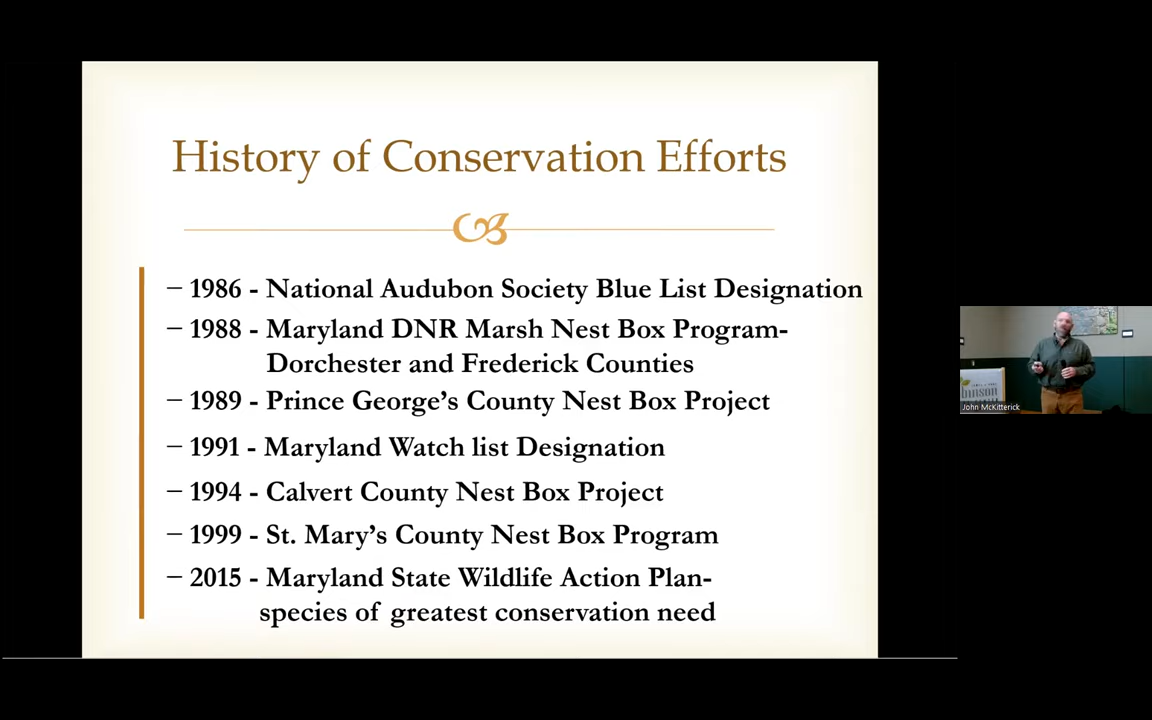 History of Conservation Efforts
– 1986 - National Audubon Society Blue List Designation
– 1988 - Maryland DNR Marsh Nest Box Program-
Dorchester and Frederick Counties
– 1989 - Prince George’s County Nest Box Project
– 1991 - Maryland Watch list Designation
– 1994 - Calvert County Nest Box Project
– 1999 - St. Mary’s County Nest Box Program
– 2015 - Maryland State Wildlife Action Plan-
species of greatest conservation need
John McKitterick